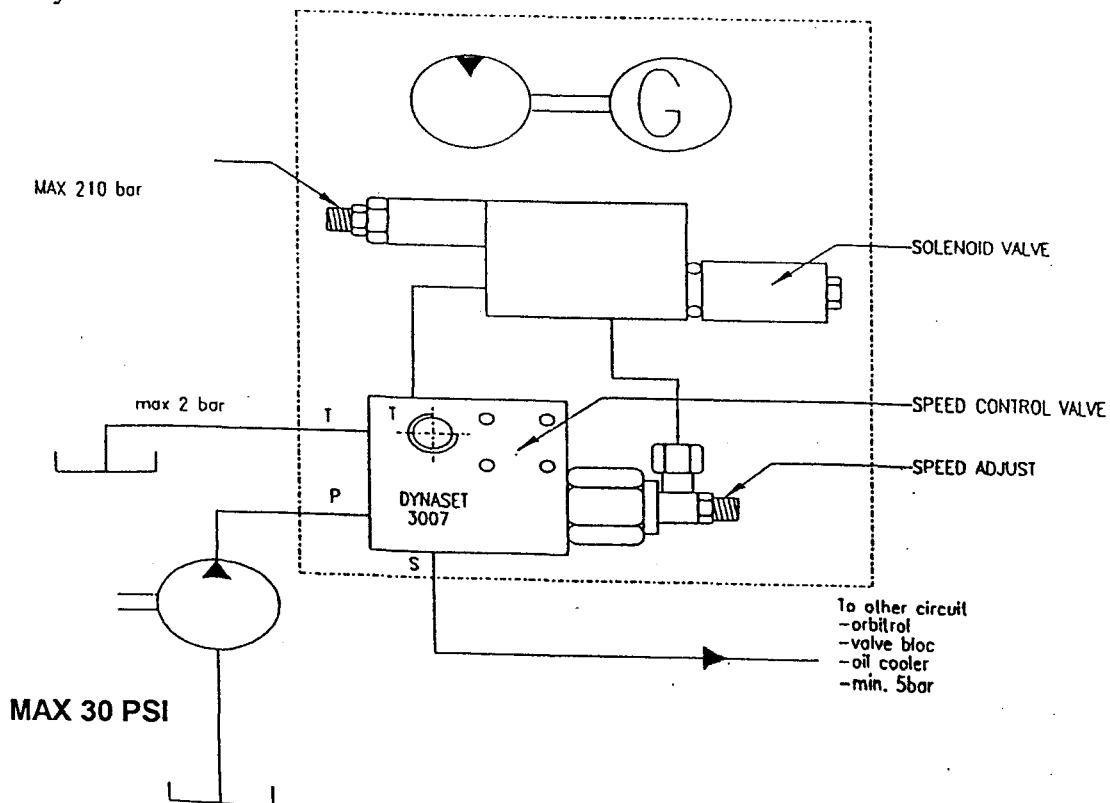 G
MAX 210 bar
SOLENOID VALVE
max 2 bar
T
T
SPEED CONTROL VALVE
SPEED ADJUST
P
DYNASET
3007
S
To other circuit
-orbitrol
-valve bloc
-oil cooler
-min. 5bar
MAX 30 PSI